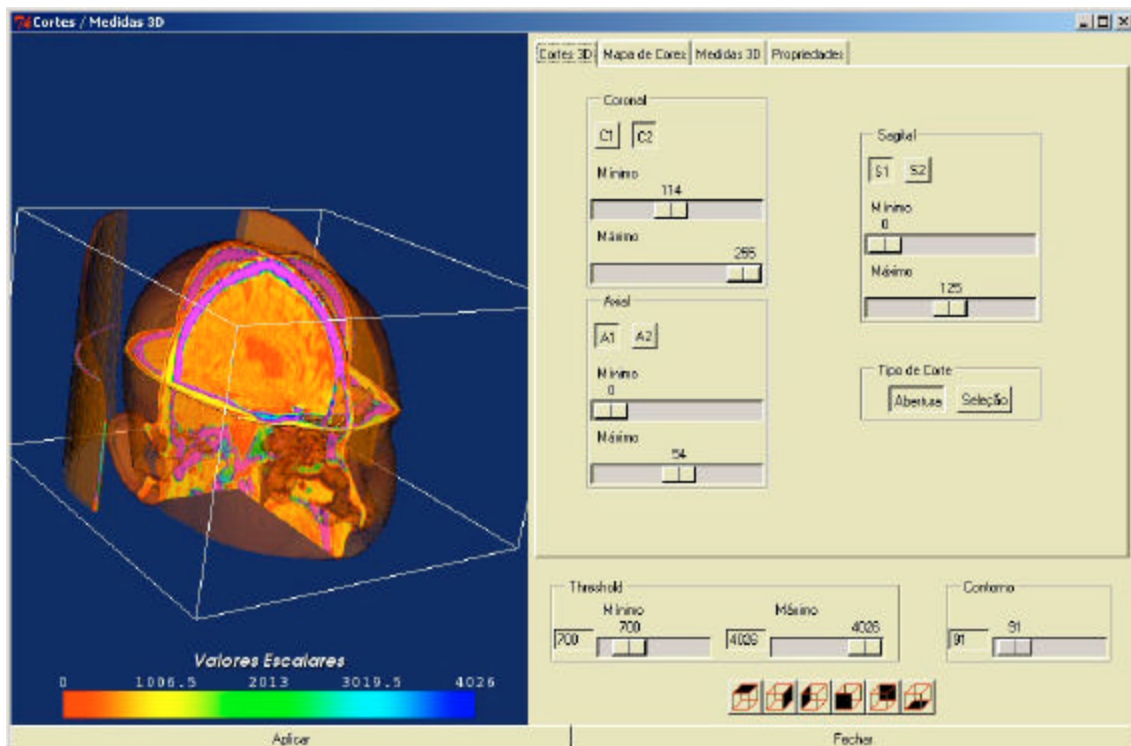 Cortes / Medidas 3D
Cortes 3D Mapa de Cores Medidas 3D Propriedades
Coronal
C1 C2
Mínimo
114
Máximo
255
Axial
A1 A2
Mínimo
0
Máximo
54
Sagital
S1 S2
Mínimo
0
Máximo
125
Tipo de Corte
Abertura Seleção
Threshold
Mínimo Máximo
700 700 4026 4026
Contorno
91 91
Valores Escalares
0 1006.5 2013 3019.5 4026
Aplicar Fechar